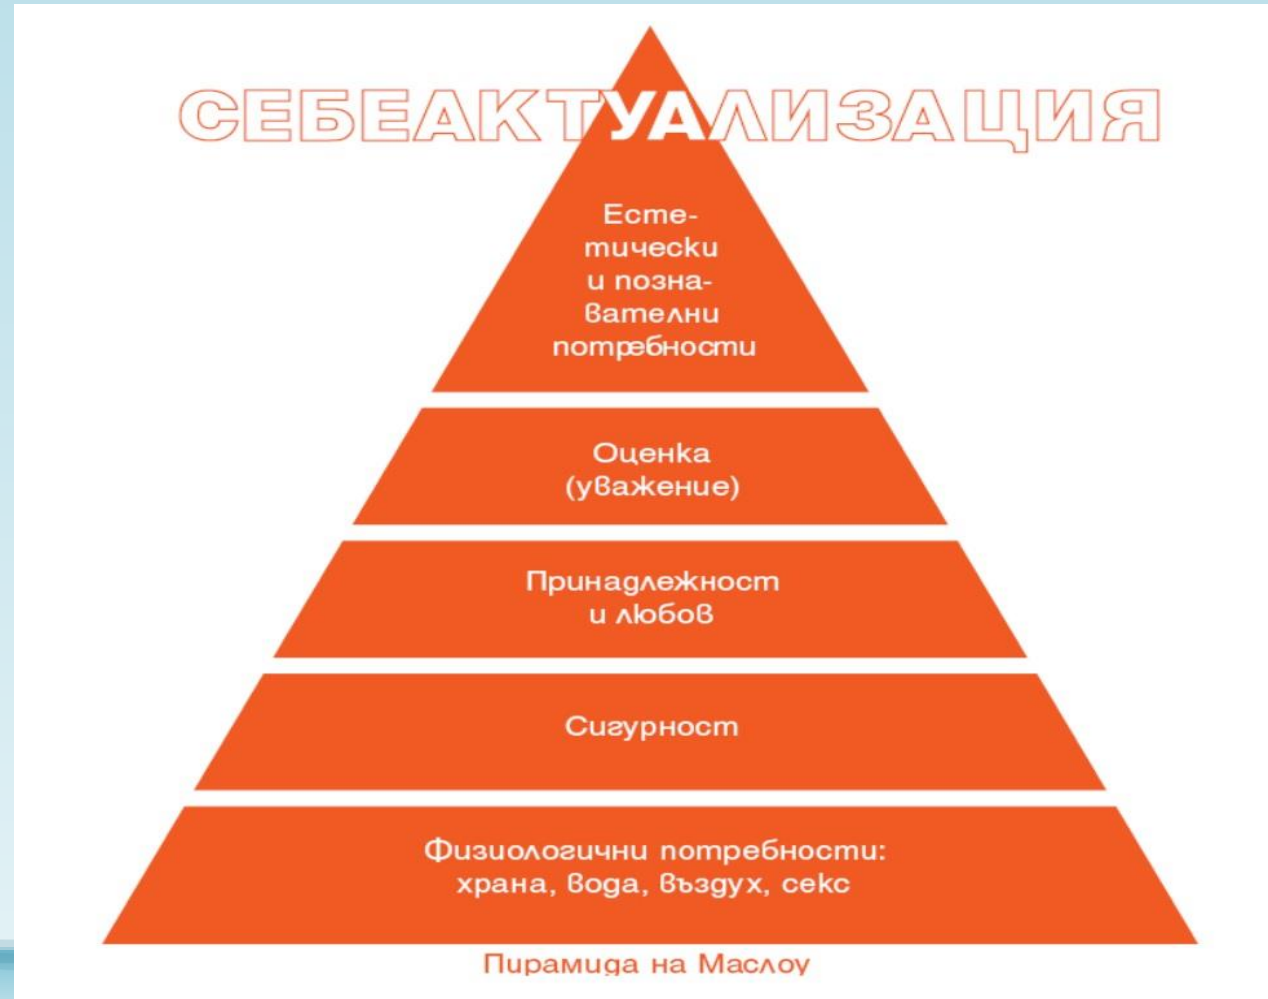 СЕБЕАКТУАЛИЗАЦИЯ
Есте-
тически
и позна-
вателни
потребности
Оценка
(уважение)
Принадлежност
и любов
Сигурност
Физиологични потребности:
храна, вода, въздух, секс
Пирамида на Маслоу